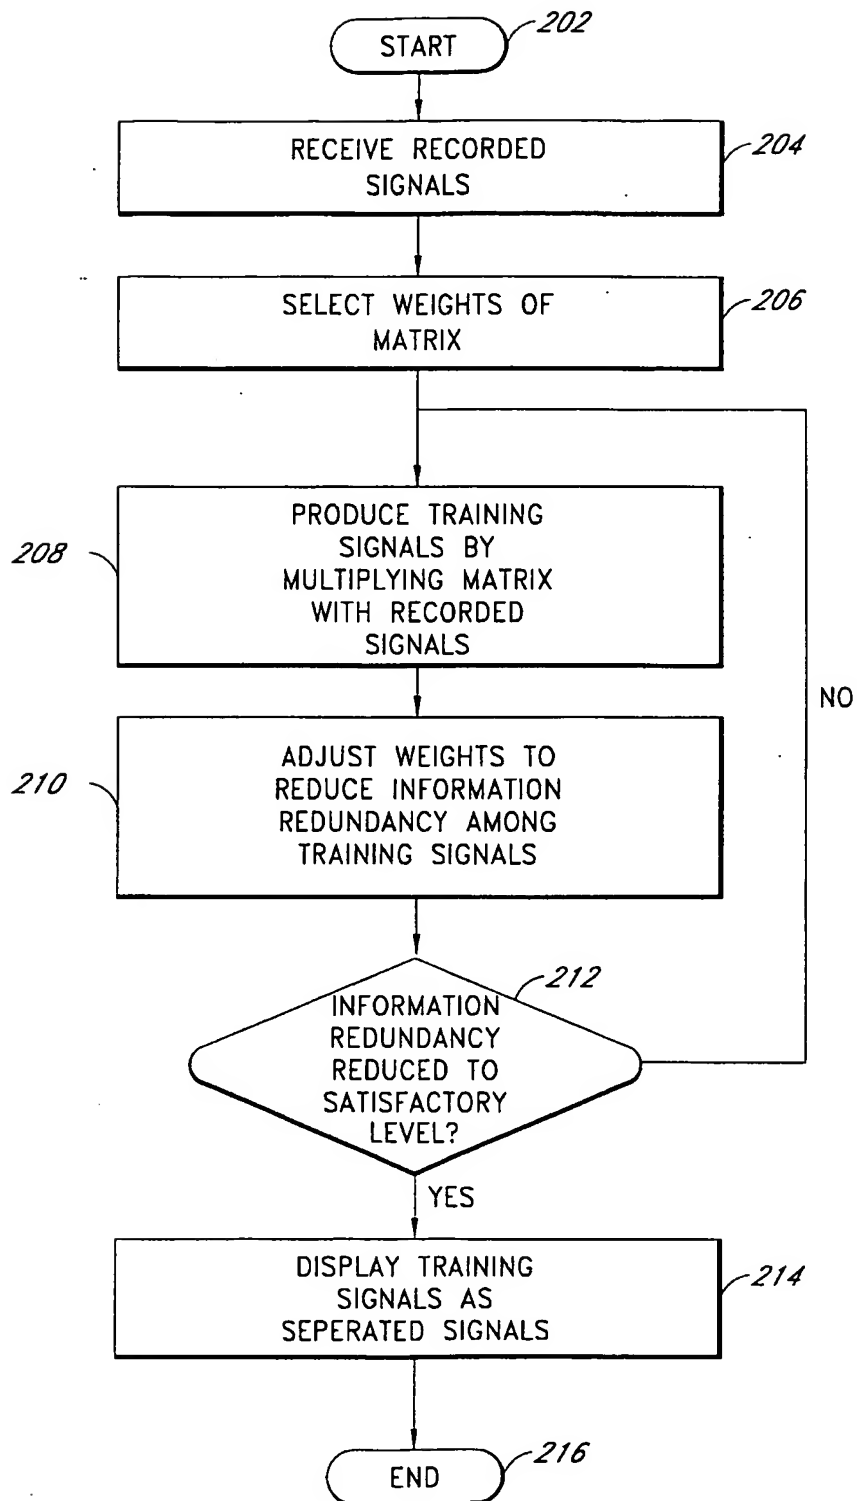 START
202
RECEIVE RECORDED
SIGNALS
204
SELECT WEIGHTS OF
MATRIX
206
208
PRODUCE TRAINING
SIGNALS BY
MULTIPLYING MATRIX
WITH RECORDED
SIGNALS
NO
210
ADJUST WEIGHTS TO
REDUCE INFORMATION
REDUNDANCY AMONG
TRAINING SIGNALS
212
INFORMATION
REDUNDANCY
REDUCED TO
SATISFACTORY
LEVEL?
YES
DISPLAY TRAINING
SIGNALS AS
SEPERATED SIGNALS
214
END
216